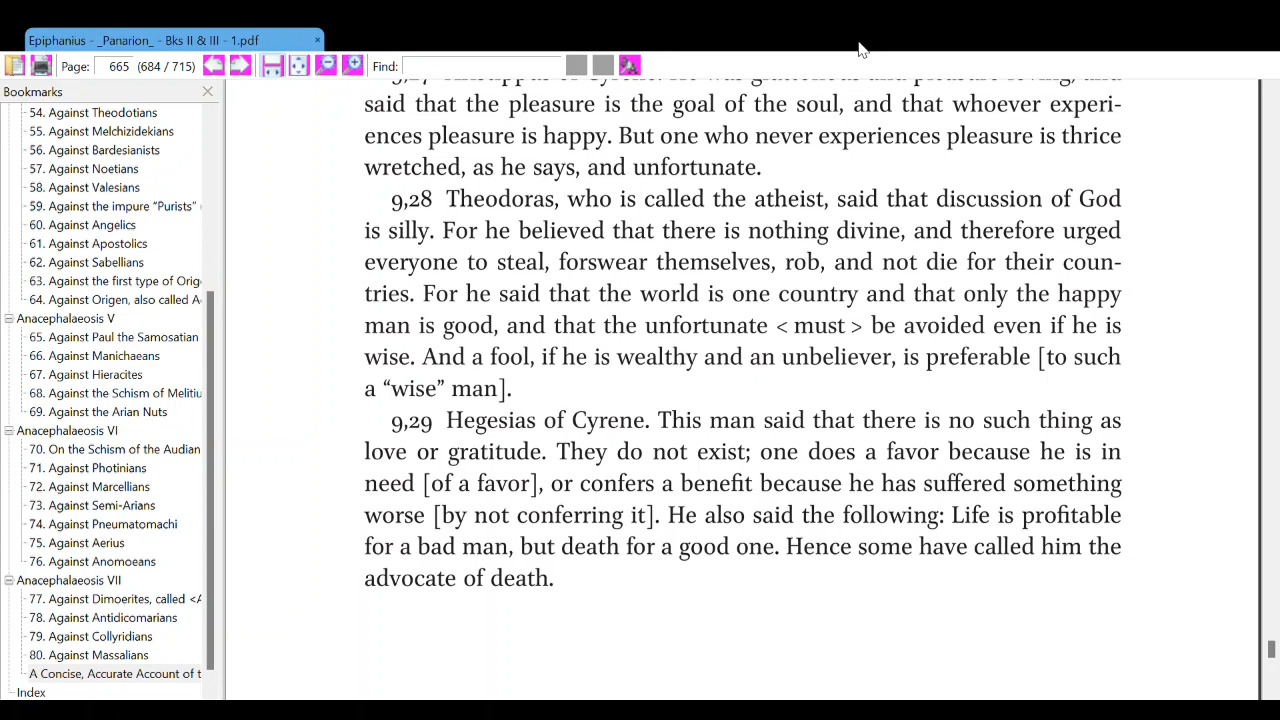 Epiphanius - _Panarion_ - Bks II & III - 1.pdf
Page: 665 (684 / 715) Find:
Bookmarks
54. Against Theodotians
55. Against Melchizidekians
56. Against Bardesianists
57. Against Noetians
58. Against Valesians
59. Against the impure “Purists”
60. Against Angelics
61. Against Apostolics
62. Against Sabellians
63. Against the first type of Orig
64. Against Origen, also called A
Anacephalaeosis V
65. Against Paul the Samosatian
66. Against Manichaeans
67. Against Hieracites
68. Against the Schism of Melitiu
69. Against the Arian Nuts
Anacephalaeosis VI
70. On the Schism of the Audian
71. Against Photinians
72. Against Marcellians
73. Against Semi-Arians
74. Against Pneumatomachi
75. Against Aerius
76. Against Anomoeans
Anacephalaeosis VII
77. Against Dimoerites, called <A
78. Against Antidicomarians
79. Against Collyridians
80. Against Massalians
A Concise, Accurate Account of t
Index
said that the pleasure is the goal of the soul, and that whoever experi-
ences pleasure is happy. But one who never experiences pleasure is thrice
wretched, as he says, and unfortunate.
9,28 Theodoras, who is called the atheist, said that discussion of God
is silly. For he believed that there is nothing divine, and therefore urged
everyone to steal, forswear themselves, rob, and not die for their coun-
tries. For he said that the world is one country and that only the happy
man is good, and that the unfortunate < must > be avoided even if he is
wise. And a fool, if he is wealthy and an unbeliever, is preferable [to such
a “wise” man].
9,29 Hegesias of Cyrene. This man said that there is no such thing as
love or gratitude. They do not exist; one does a favor because he is in
need [of a favor], or confers a benefit because he has suffered something
worse [by not conferring it]. He also said the following: Life is profitable
for a bad man, but death for a good one. Hence some have called him the
advocate of death.